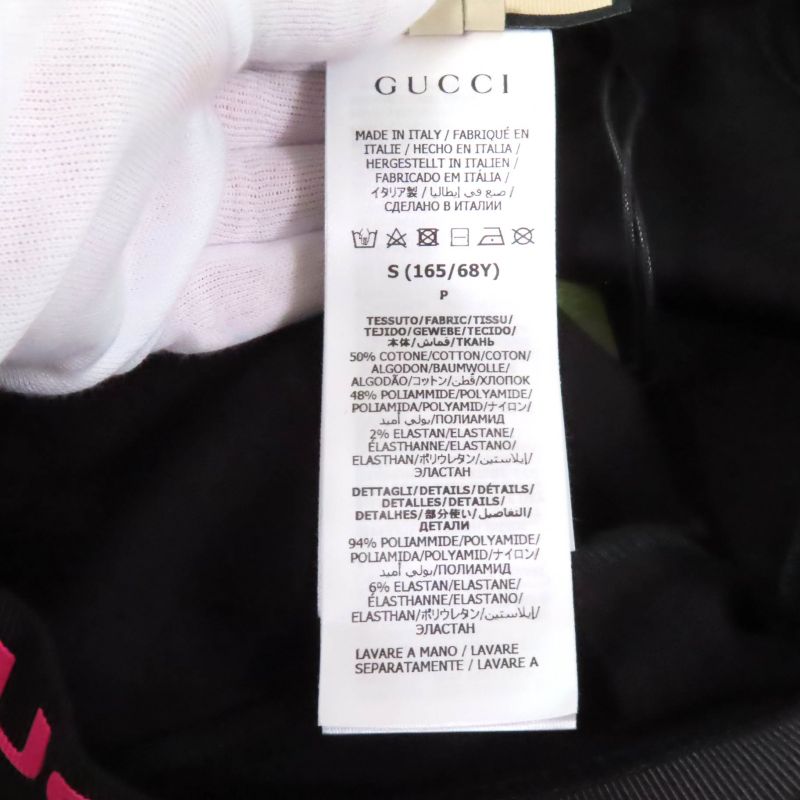 GUCCI
MADE IN ITALY / FABRIQUÉ EN
ITALIE / HECHO EN ITALIA /
HERGESTELLT IN ITALIEN /
FABRICADO EM ITÁLIA /
イタリア製 / صنع في إيطاليا /
СДЕЛАНО В ИТАЛИИ
S (165/68Y)
P
TESSUTO/FABRIC/TISSU/
TEJIDO/GEWEBE/TECIDO/
本体/قماش/ТКАНЬ
50% COTONE/COTTON/COTON/
ALGODON/BAUMWOLLE/
ALGODÃO/コットン/قطن/ХЛОПОК
48% POLIAMMIDE/POLYAMIDE/
POLIAMIDA/POLYAMID/ナイロン/
بولي أميد/ПОЛИАМИД
2% ELASTAN/ELASTANE/
ÉLASTHANNE/ELASTANO/
ELASTHAN/ポリウレタン/إيلاستين/
ЭЛАСТАН
DETTAGLI/DETAILS/DÉTAILS/
DETALLES/DETAILS/
DETALHES/部分使い/التفاصيل/
ДЕТАЛИ
94% POLIAMMIDE/POLYAMIDE/
POLIAMIDA/POLYAMID/ナイロン/
بولي أميد/ПОЛИАМИД
6% ELASTAN/ELASTANE/
ÉLASTHANNE/ELASTANO/
ELASTHAN/ポリウレタン/إيلاستين/
ЭЛАСТАН
LAVARE A MANO / LAVARE
SEPARATAMENTE / LAVARE A